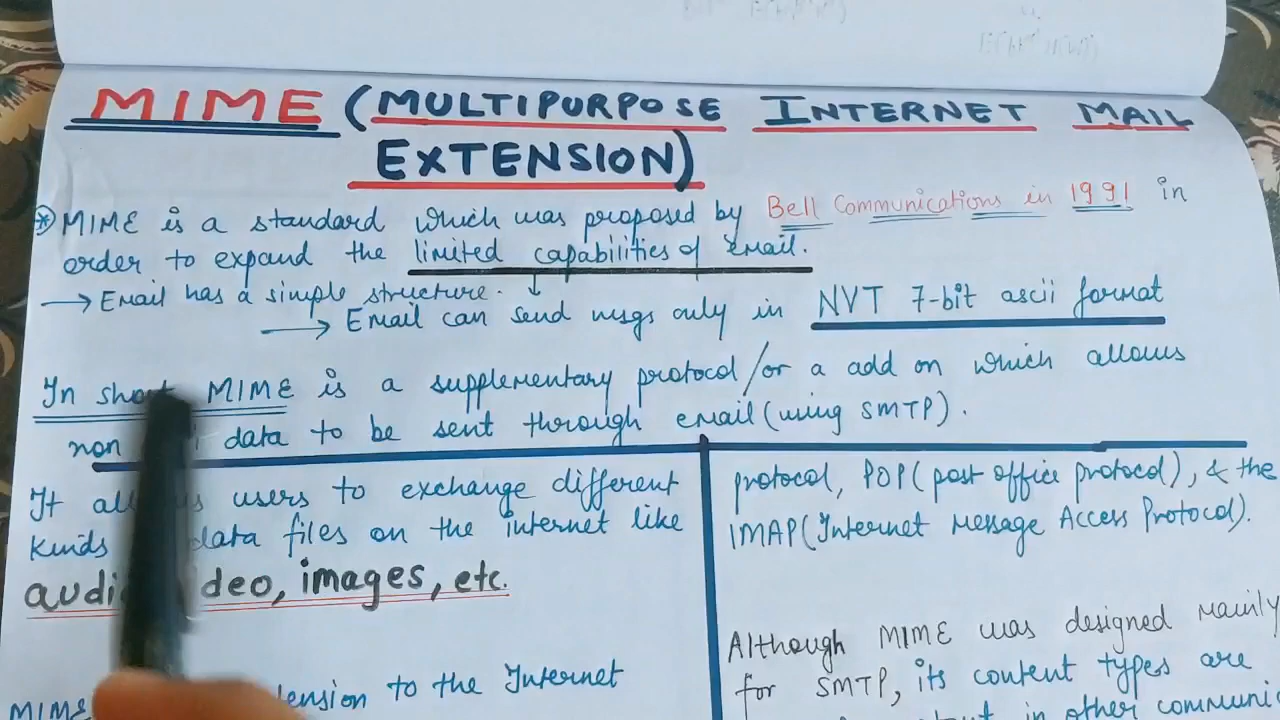 MIME (MULTIPURPOSE INTERNET MAIL
EXTENSION)
* MIME is a standard which was proposed by Bell Communications in 1991 in
order to expand the limited capabilities of email.
→ Email has a simple structure. ↓
→ Email can send msgs only in NVT 7-bit ascii format
In short MIME is a supplementary protocol/or a add on which allows
non data to be sent through email (using SMTP).
It users to exchange different
kinds data files on the internet like
audio, video, images, etc.
MIME to the Internet
protocol, POP (post office protocol), & the
IMAP (Internet Message Access Protocol).
Although MIME was designed mainly
for SMTP, its content types are
in other